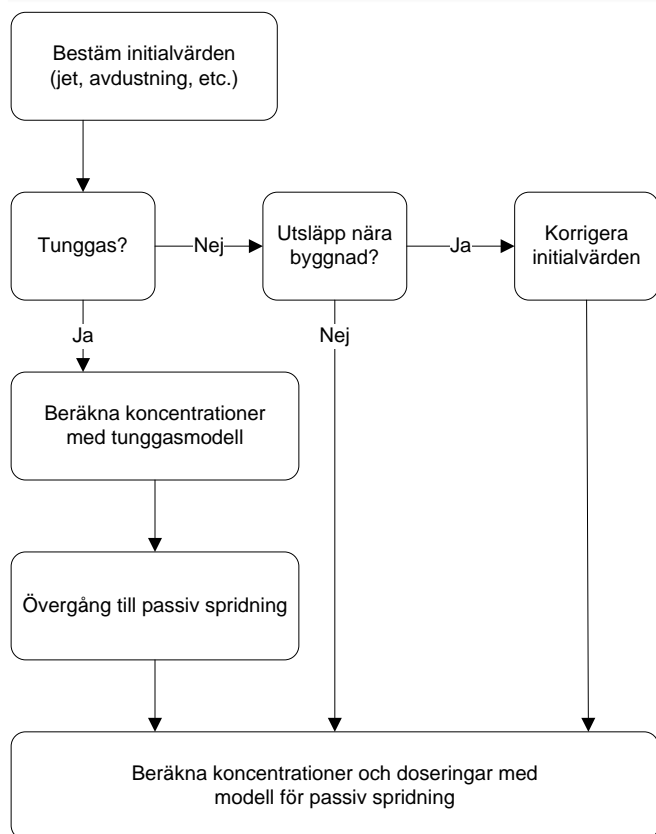 Bestäm initialvärden
(jet, avdustning, etc.)
Tunggas?
Nej
Utsläpp nära
byggnad?
Ja
Korrigera
initialvärden
Ja
Nej
Beräkna koncentrationer
med tunggasmodell
Övergång till passiv spridning
Beräkna koncentrationer och doseringar med
modell för passiv spridning